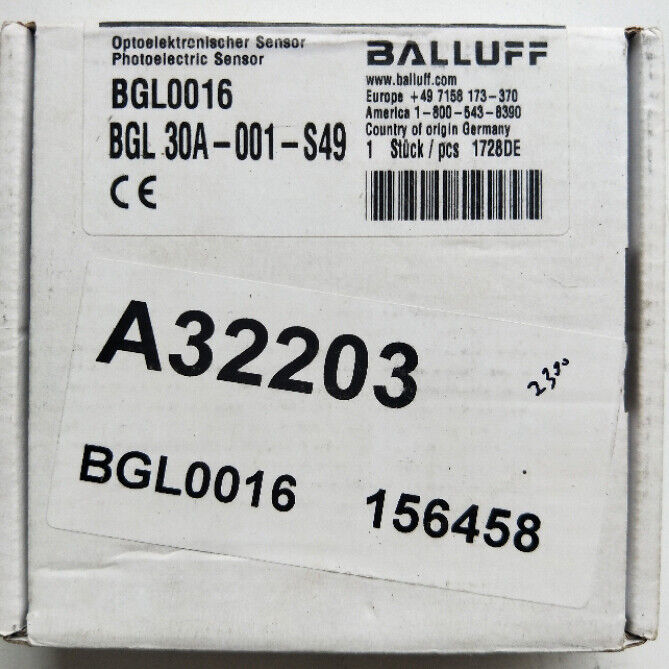 Optoelektronischer Sensor
Photoelectric Sensor
BGL0016
BGL 30A-001-S49
CE
BALLUFF
www.balluff.com
Europe +49 7158 173-370
America 1-800-543-8390
Country of origin Germany
1 Stück/pcs 1728DE
A32203
BGL0016 156458